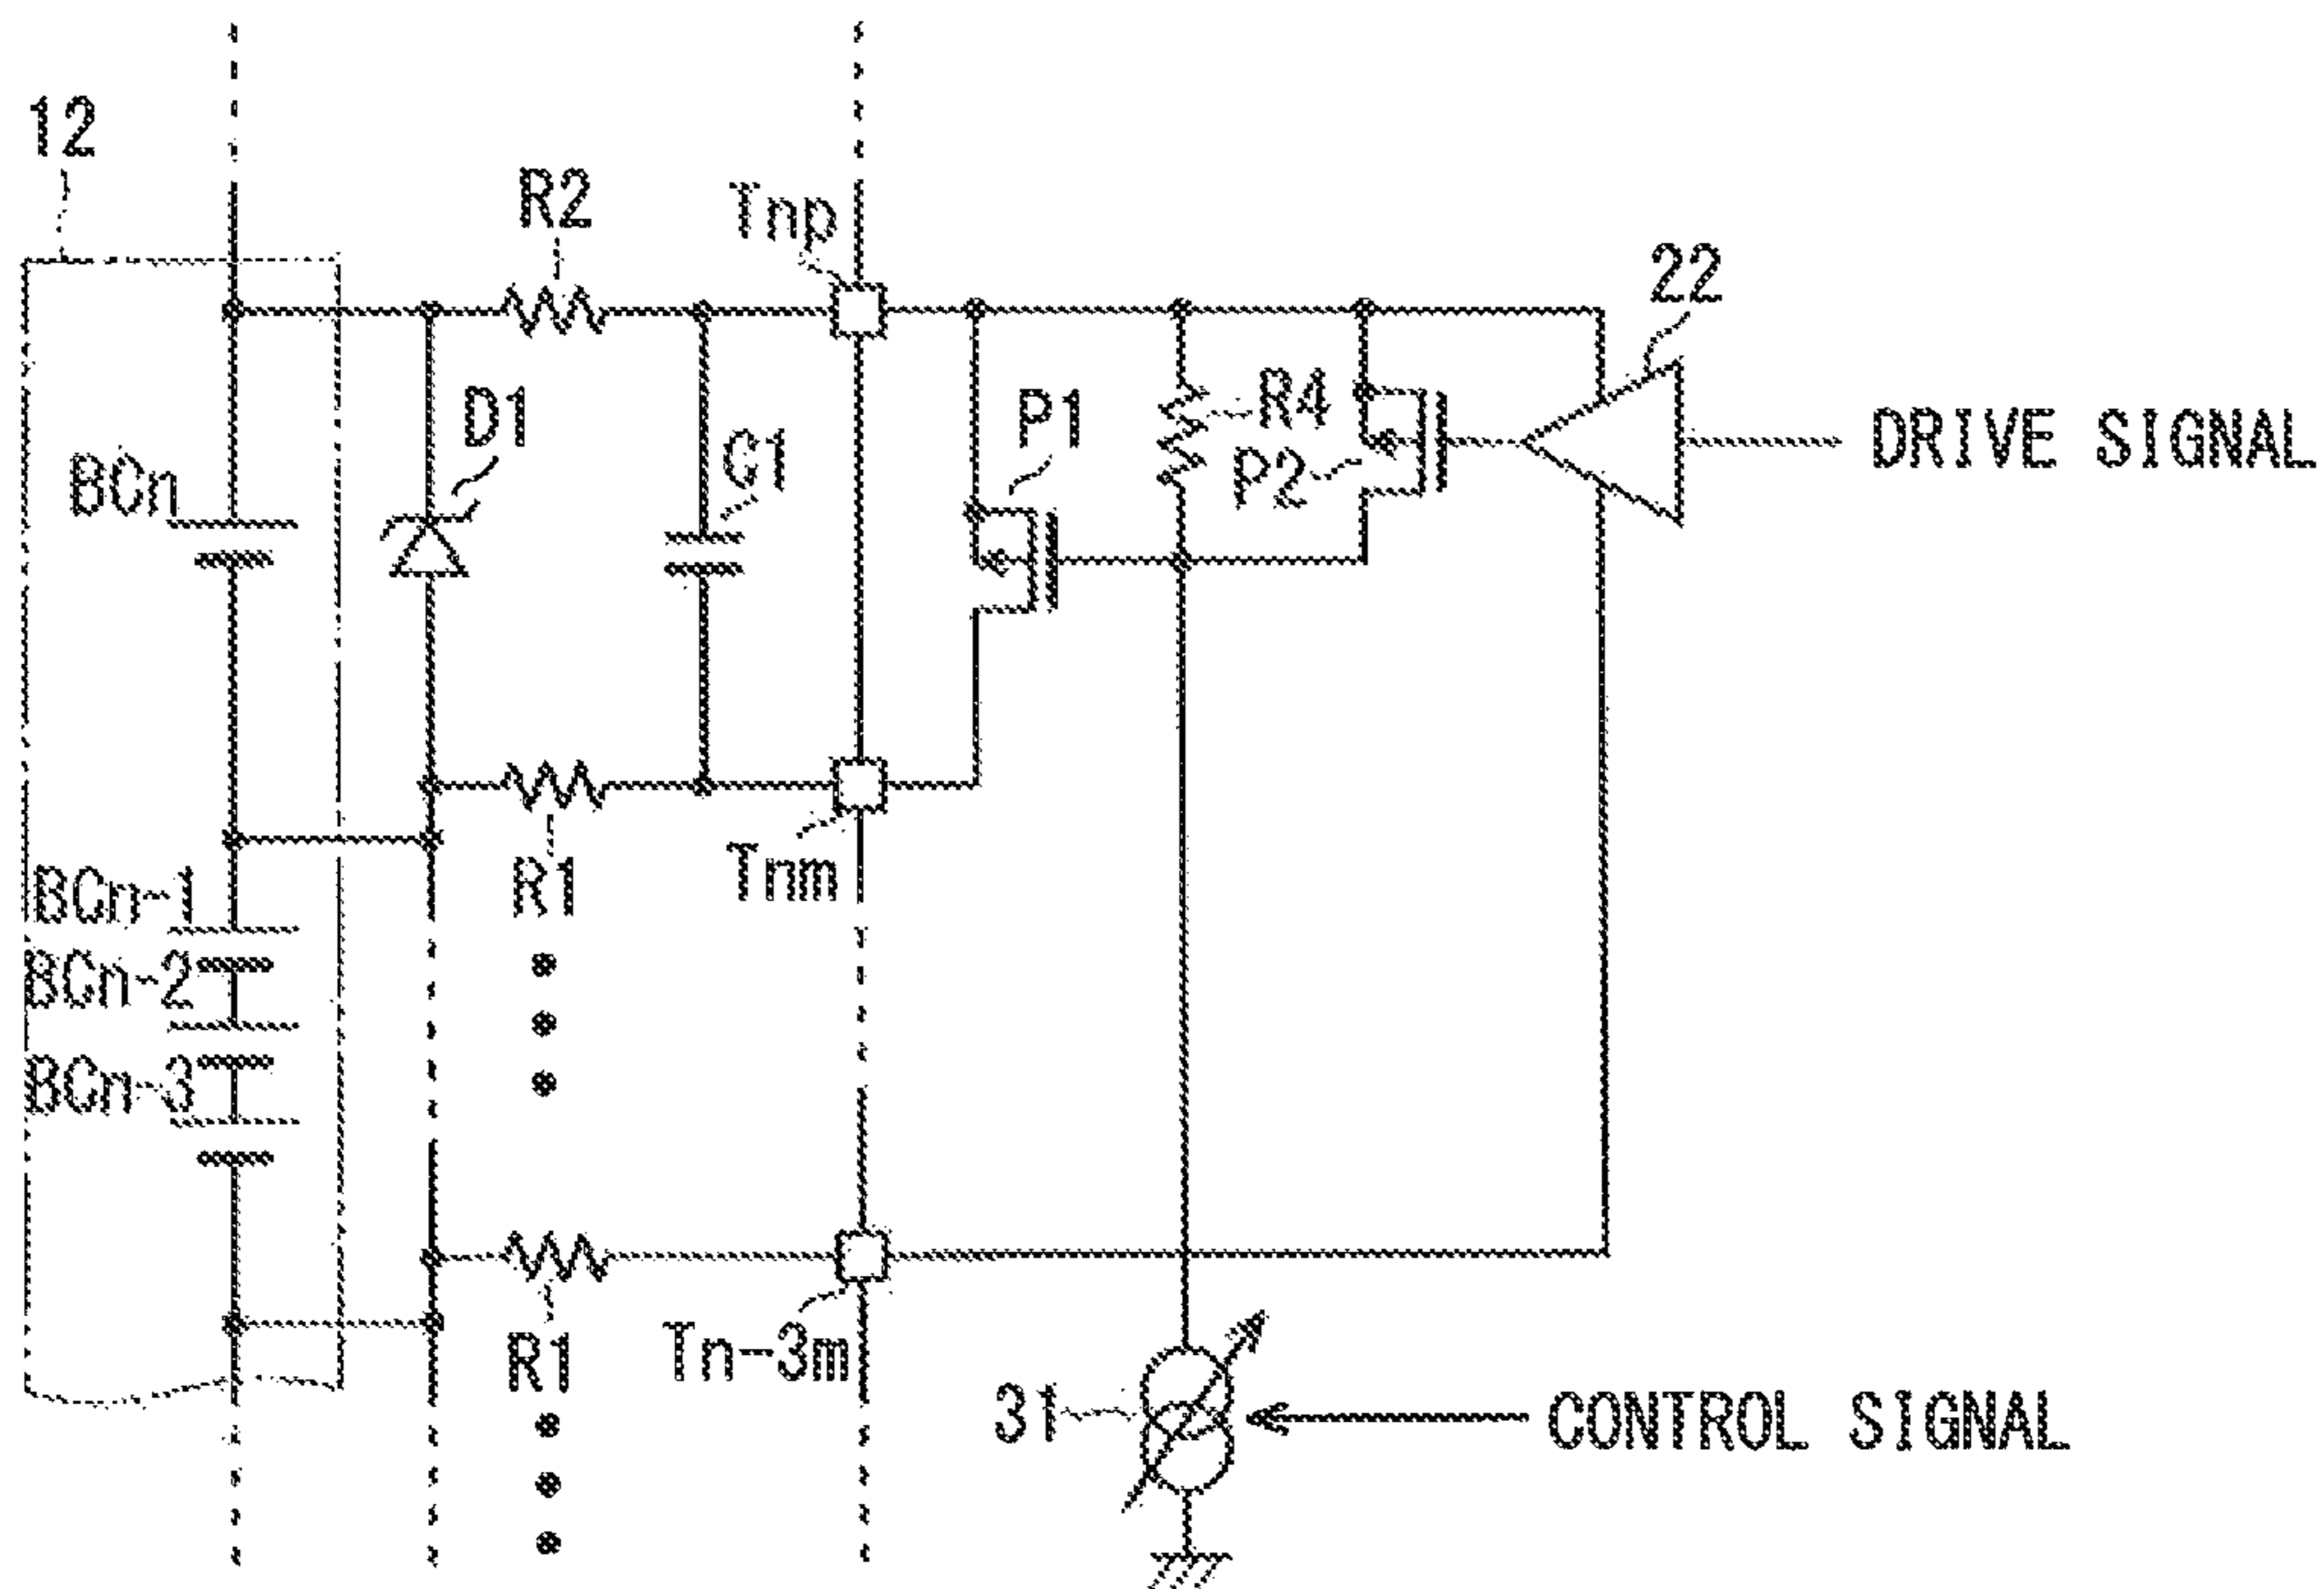 12
R2
Tnp
22
D1
C1
P1
R4
P2
DRIVE SIGNAL
BCn
R1
Tnm
BCn-1
BCn-2
BCn-3
R1
Tn-3m
31
CONTROL SIGNAL